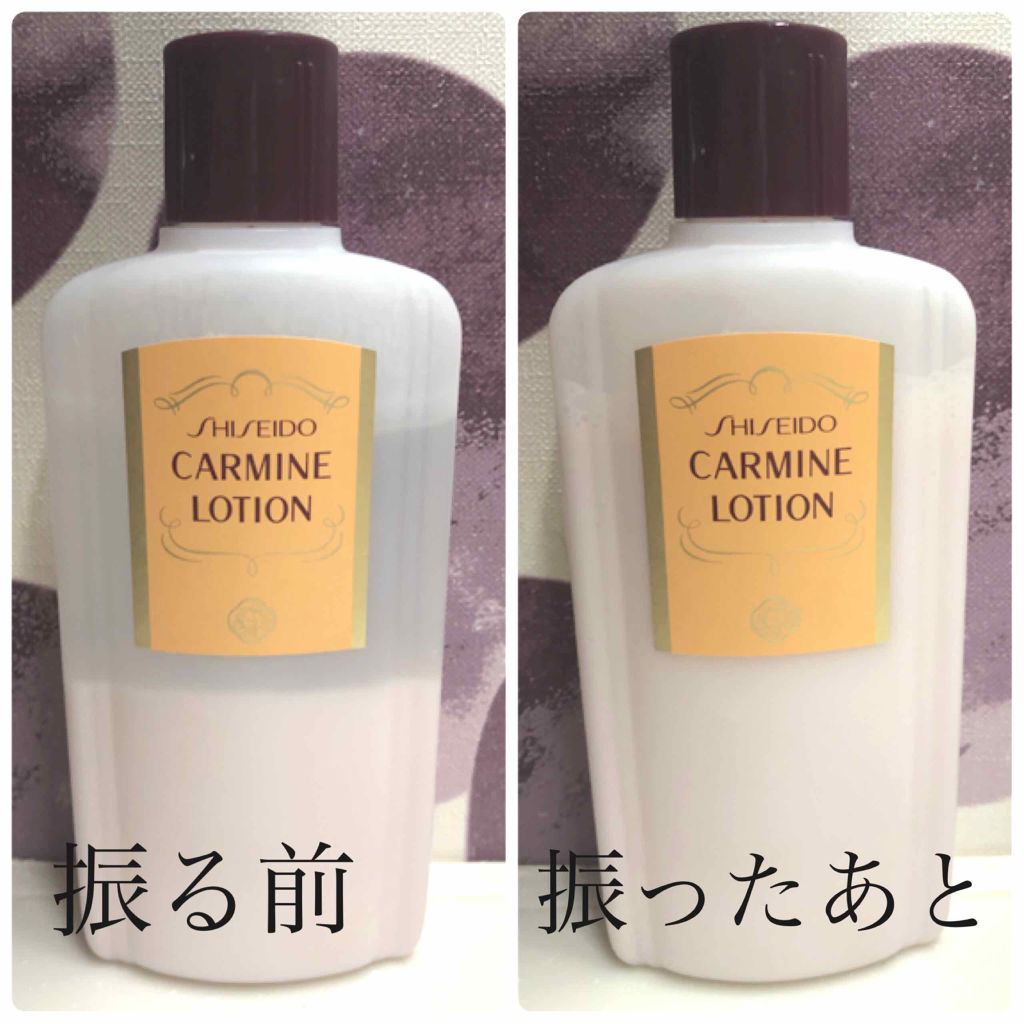 SHISEIDO
CARMINE
LOTION
振る前
SHISEIDO
CARMINE
LOTION
振ったあと